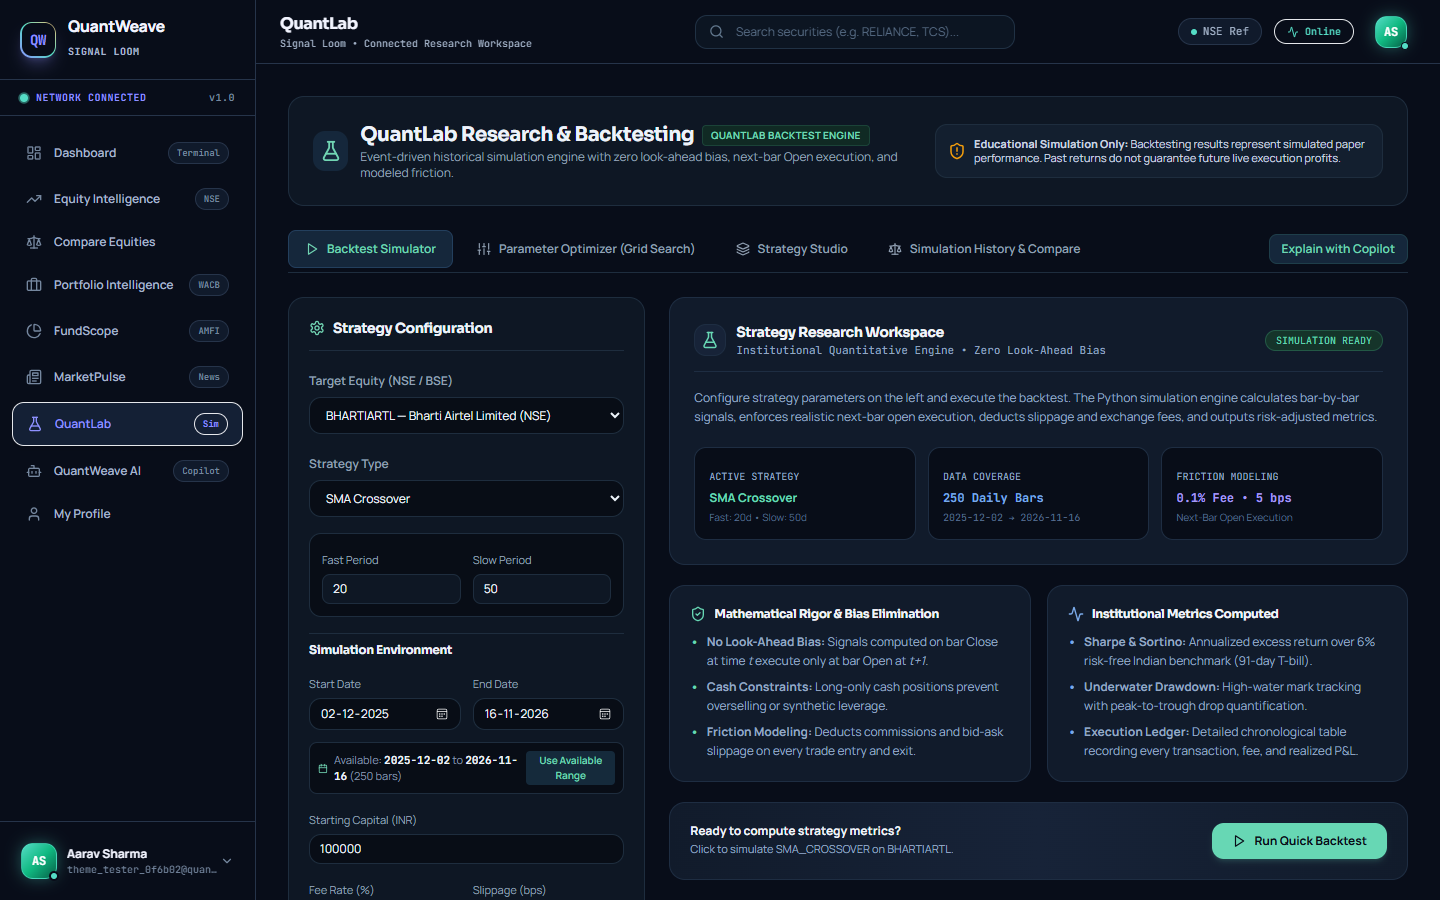 QW
QuantWeave
SIGNAL LOOM
NETWORK CONNECTED
v1.0
Dashboard
Terminal
Equity Intelligence
NSE
Compare Equities
Portfolio Intelligence
WACB
FundScope
AMFI
MarketPulse
News
QuantLab
Sim
QuantWeave AI
Copilot
My Profile
AS
Aarav Sharma
theme_tester_0f6b02@quan…
QuantLab
Signal Loom • Connected Research Workspace
Search securities (e.g. RELIANCE, TCS)...
NSE Ref
Online
AS
QuantLab Research & Backtesting
QUANTLAB BACKTEST ENGINE
Event-driven historical simulation engine with zero look-ahead bias, next-bar Open execution, and
modeled friction.
Educational Simulation Only: Backtesting results represent simulated paper
performance. Past returns do not guarantee future live execution profits.
Backtest Simulator
Parameter Optimizer (Grid Search)
Strategy Studio
Simulation History & Compare
Explain with Copilot
Strategy Configuration
Target Equity (NSE / BSE)
BHARTIARTL — Bharti Airtel Limited (NSE)
Strategy Type
SMA Crossover
Fast Period
Slow Period
20
50
Simulation Environment
Start Date
End Date
02-12-2025
16-11-2026
Available: 2025-12-02 to 2026-11-
16 (250 bars)
Use Available
Range
Starting Capital (INR)
100000
Fee Rate (%)
Slippage (bps)
Strategy Research Workspace
Institutional Quantitative Engine • Zero Look-Ahead Bias
SIMULATION READY
Configure strategy parameters on the left and execute the backtest. The Python simulation engine calculates bar-by-bar
signals, enforces realistic next-bar open execution, deducts slippage and exchange fees, and outputs risk-adjusted metrics.
ACTIVE STRATEGY
SMA Crossover
Fast: 20d • Slow: 50d
DATA COVERAGE
250 Daily Bars
2025-12-02 → 2026-11-16
FRICTION MODELING
0.1% Fee • 5 bps
Next-Bar Open Execution
Mathematical Rigor & Bias Elimination
• No Look-Ahead Bias: Signals computed on bar Close
at time t execute only at bar Open at t+1.
• Cash Constraints: Long-only cash positions prevent
overselling or synthetic leverage.
• Friction Modeling: Deducts commissions and bid-ask
slippage on every trade entry and exit.
Institutional Metrics Computed
• Sharpe & Sortino: Annualized excess return over 6%
risk-free Indian benchmark (91-day T-bill).
• Underwater Drawdown: High-water mark tracking
with peak-to-trough drop quantification.
• Execution Ledger: Detailed chronological table
recording every transaction, fee, and realized P&L.
Ready to compute strategy metrics?
Click to simulate SMA_CROSSOVER on BHARTIARTL.
Run Quick Backtest